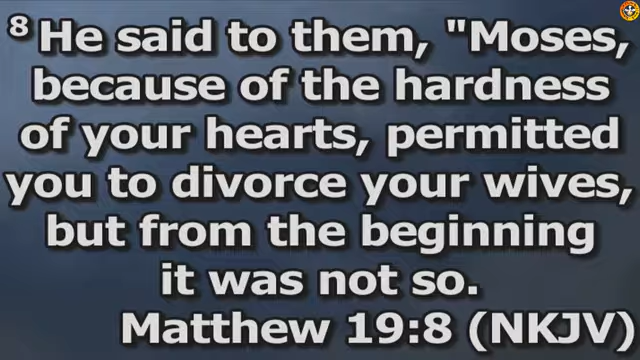 8 He said to them, "Moses,
because of the hardness
of your hearts, permitted
you to divorce your wives,
but from the beginning
it was not so.
Matthew 19:8 (NKJV)